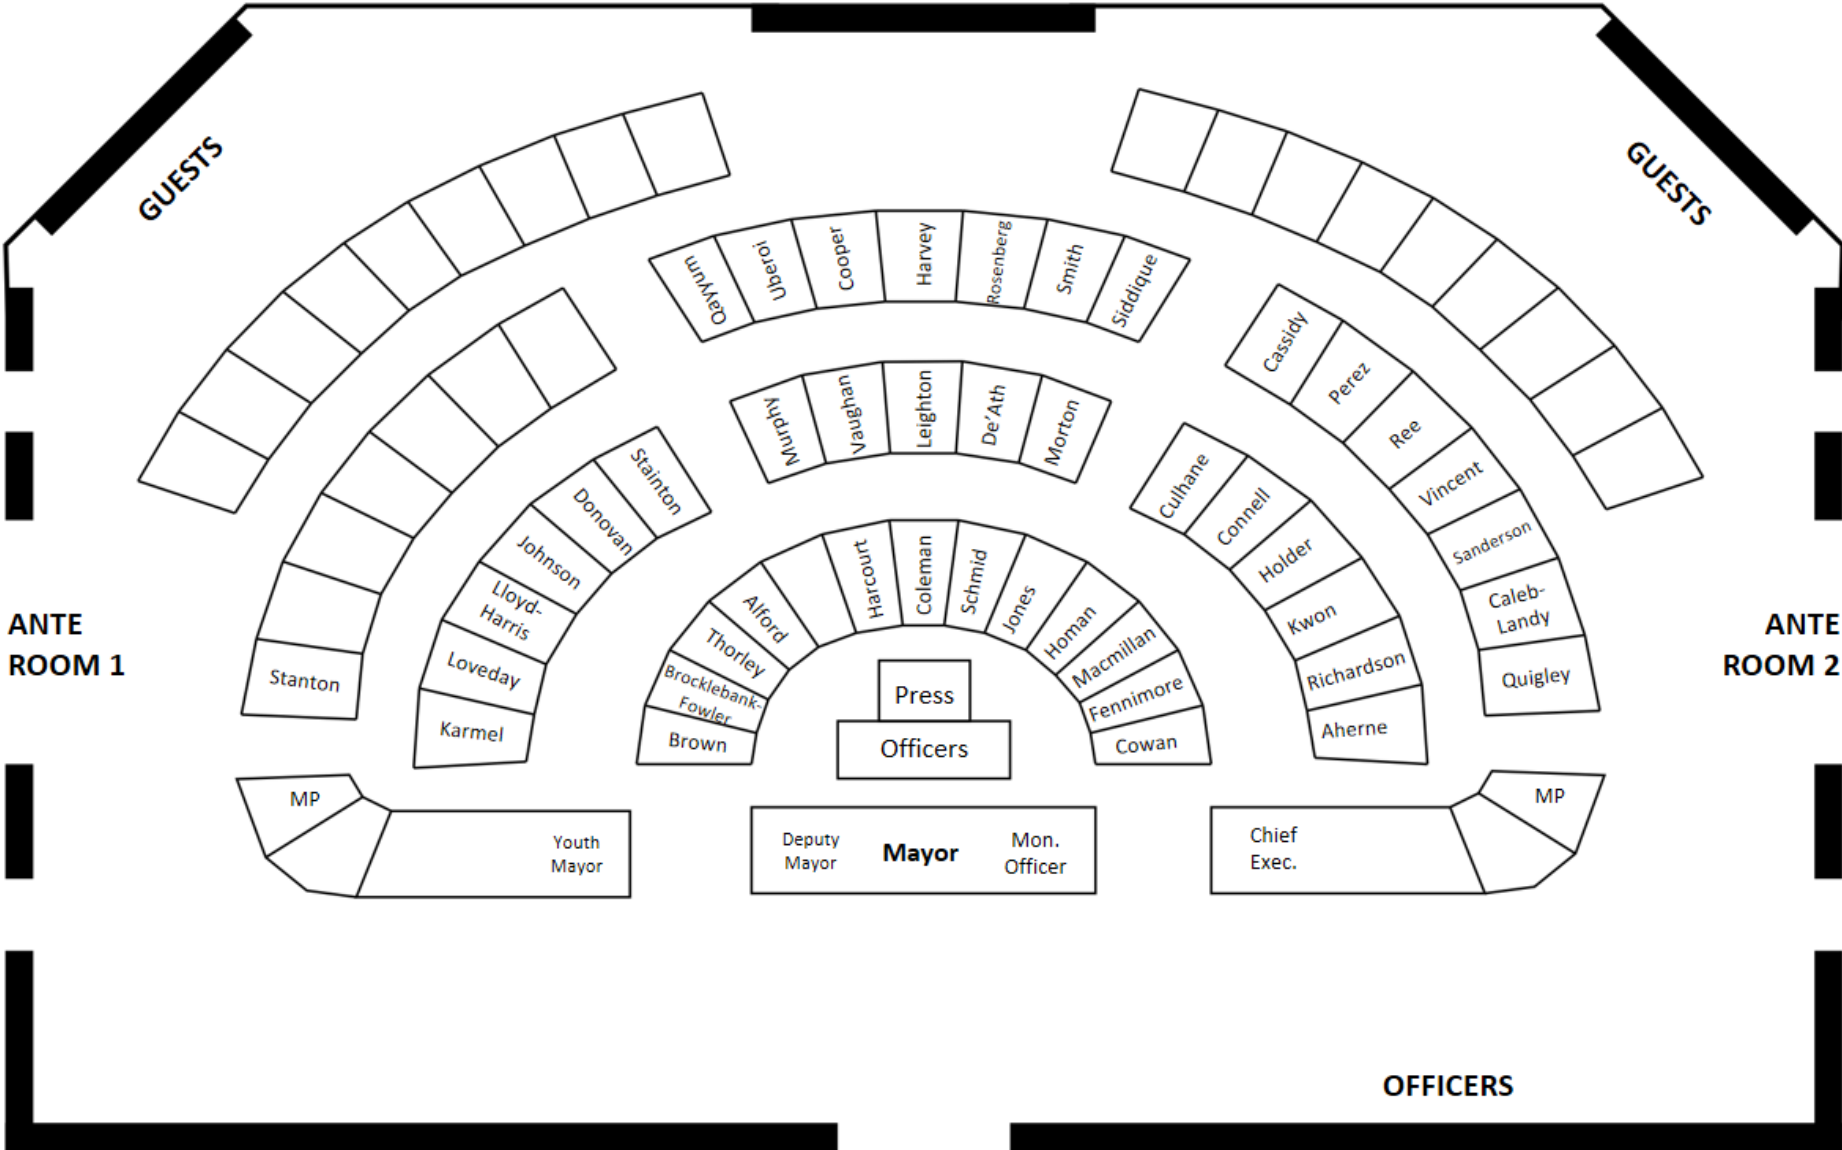 GUESTS
GUESTS
Qayyum
Uberoi
Cooper
Harvey
Rosenberg
Smith
Siddique
Cassidy
Perez
Ree
Vincent
Sanderson
Caleb-
Landy
Quigley
Murphy
Vaughan
Leighton
De'Ath
Morton
Stainton
Donovan
Johnson
Lloyd-
Harris
Loveday
Karmel
Culhane
Connell
Holder
Kwon
Richardson
Aherne
Stanton
Harcourt
Coleman
Schmid
Jones
Homan
Macmillan
Fennimore
Cowan
Alford
Thorley
Brocklebank-
Fowler
Brown
ANTE
ROOM 1
ANTE
ROOM 2
Press
Officers
MP
Youth
Mayor
Deputy
Mayor
Mayor
Mon.
Officer
Chief
Exec.
MP
OFFICERS